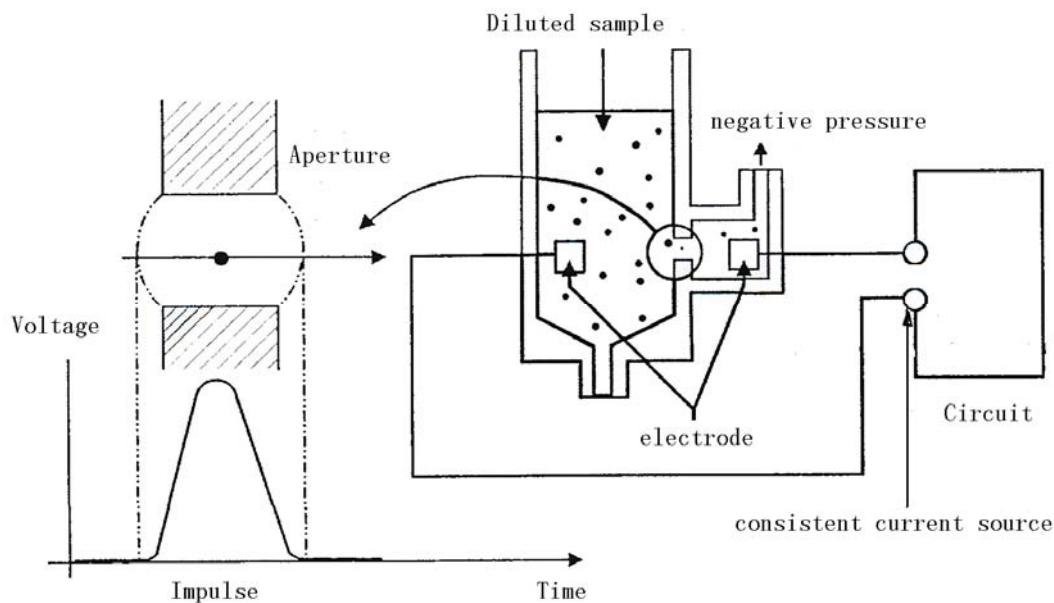 Diluted sample
negative pressure
Aperture
Voltage
electrode
Circuit
consistent current source
Impulse
Time